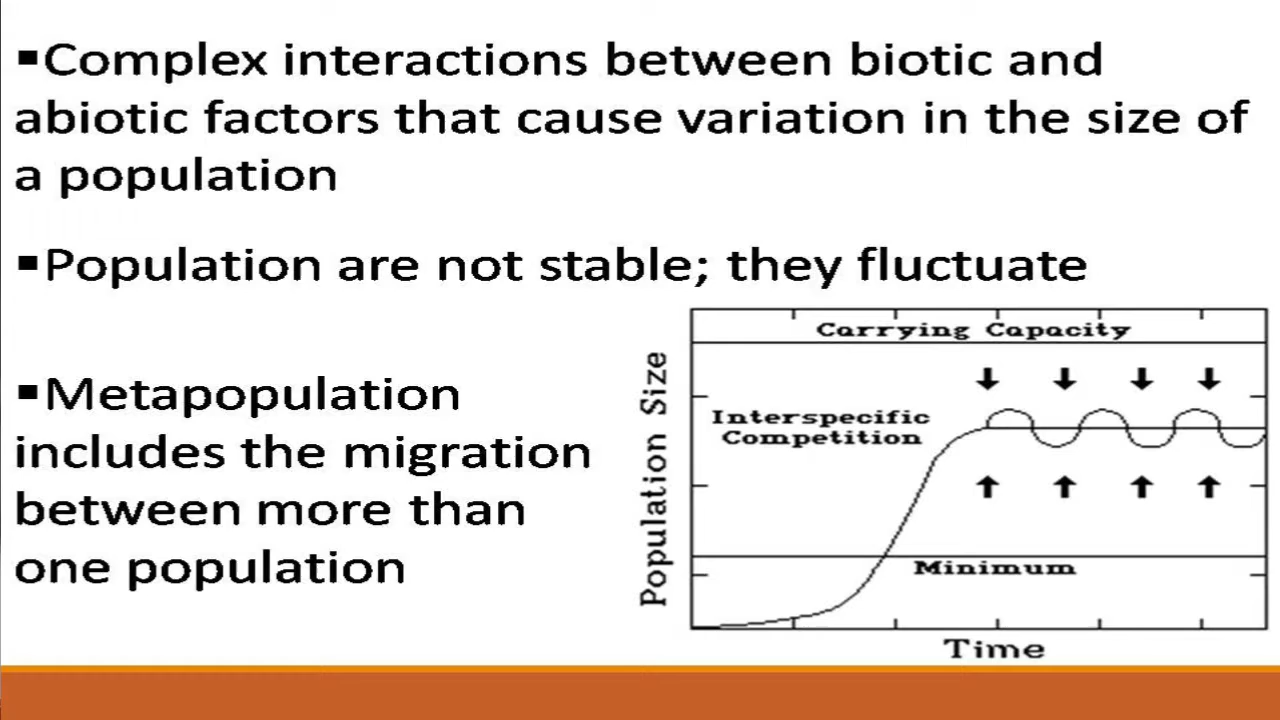 ▪Complex interactions between biotic and
abiotic factors that cause variation in the size of
a population
▪Population are not stable; they fluctuate
▪Metapopulation
includes the migration
between more than
one population
Population Size
Carrying Capacity
Interspecific
Competition
Minimum
Time